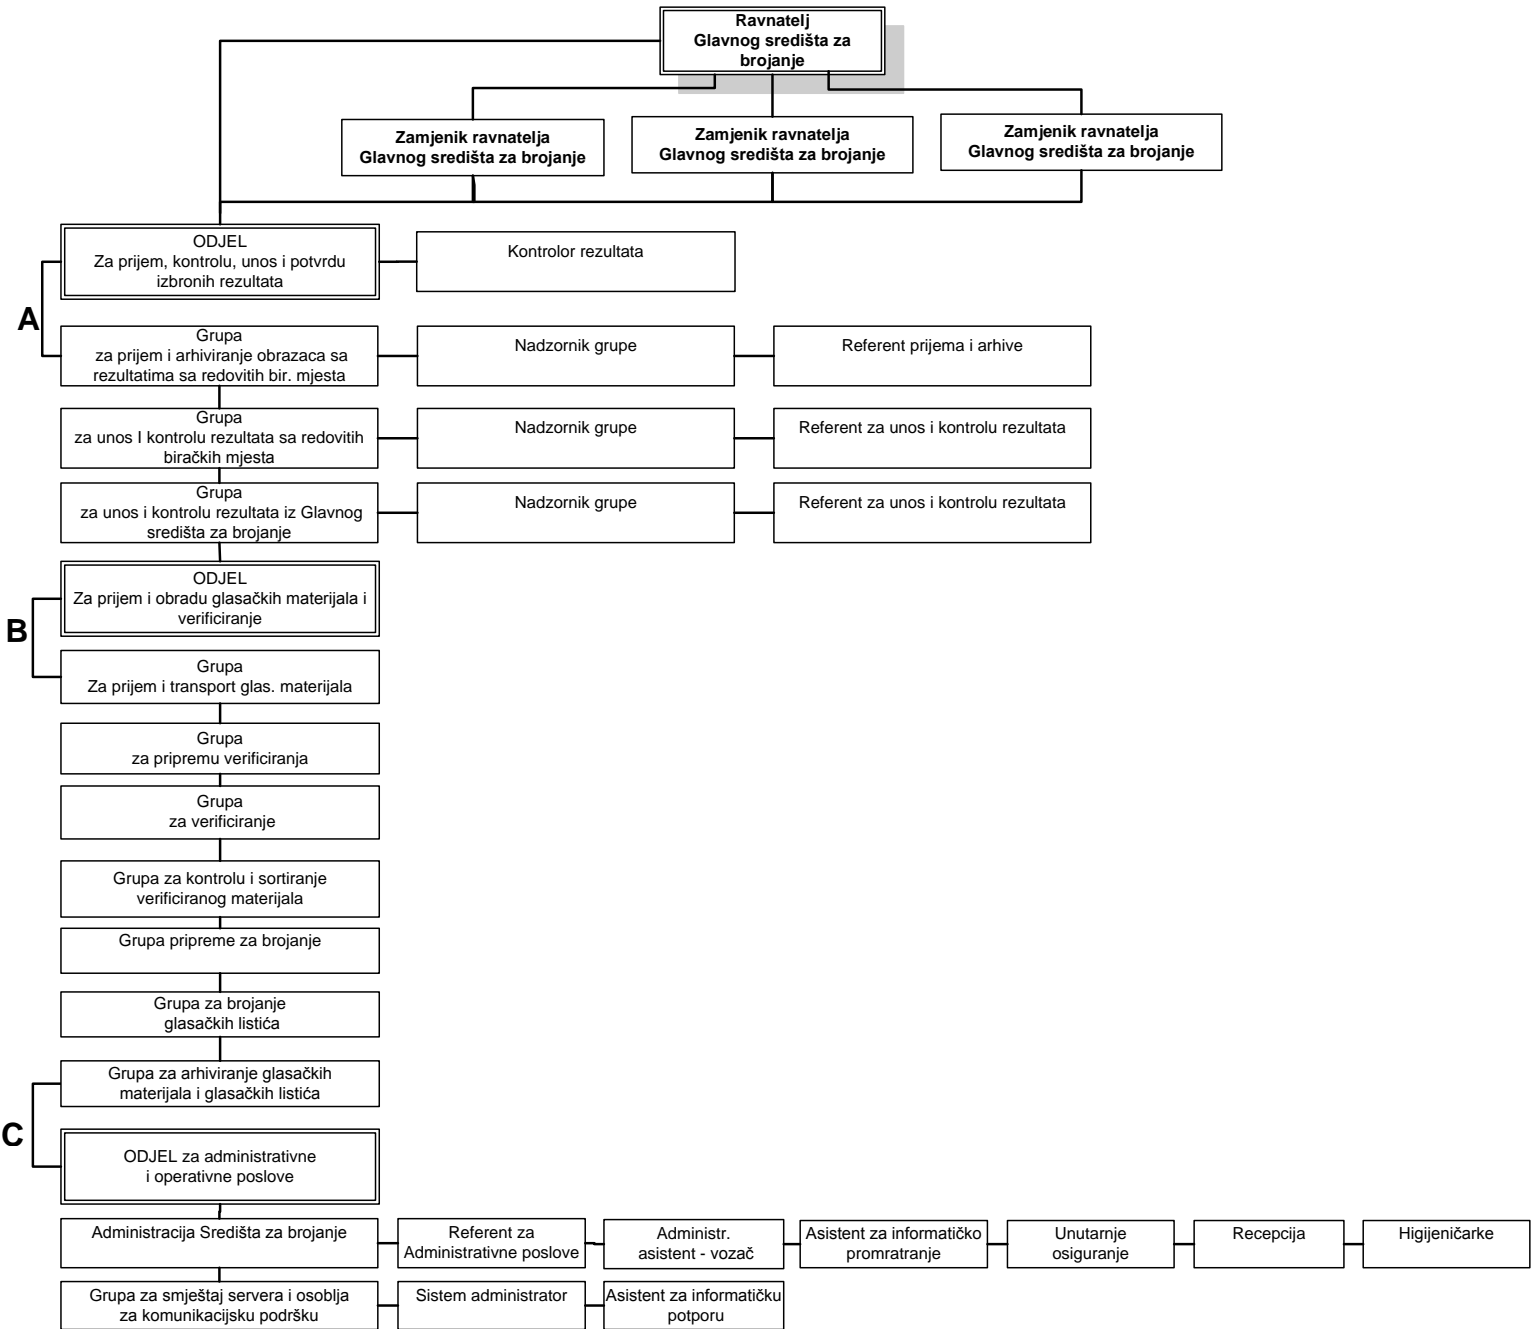 Ravnatelj
Glavnog središta za
brojanje
Zamjenik ravnatelja
Glavnog središta za brojanje
Zamjenik ravnatelja
Glavnog središta za brojanje
Zamjenik ravnatelja
Glavnog središta za brojanje
ODJEL
Za prijem, kontrolu, unos i potvrdu
izbronih rezultata
Kontrolor rezultata
A
Grupa
za prijem i arhiviranje obrazaca sa
rezultatima sa redovitih bir. mjesta
Nadzornik grupe
Referent prijema i arhive
Grupa
za unos I kontrolu rezultata sa redovitih
biračkih mjesta
Nadzornik grupe
Referent za unos i kontrolu rezultata
Grupa
za unos i kontrolu rezultata iz Glavnog
središta za brojanje
Nadzornik grupe
Referent za unos i kontrolu rezultata
ODJEL
Za prijem i obradu glasačkih materijala i
verificiranje
B
Grupa
Za prijem i transport glas. materijala
Grupa
za pripremu verificiranja
Grupa
za verificiranje
Grupa za kontrolu i sortiranje
verificiranog materijala
Grupa pripreme za brojanje
Grupa za brojanje
glasačkih listića
Grupa za arhiviranje glasačkih
materijala i glasačkih listića
C
ODJEL za administrativne
i operativne poslove
Administracija Središta za brojanje
Referent za
Administrativne poslove
Administr.
asistent - vozač
Asistent za informatičko
promratranje
Unutarnje
osiguranje
Recepcija
Higijeničarke
Grupa za smještaj servera i osoblja
za komunikacijsku podršku
Sistem administrator
Asistent za informatičku
potporu